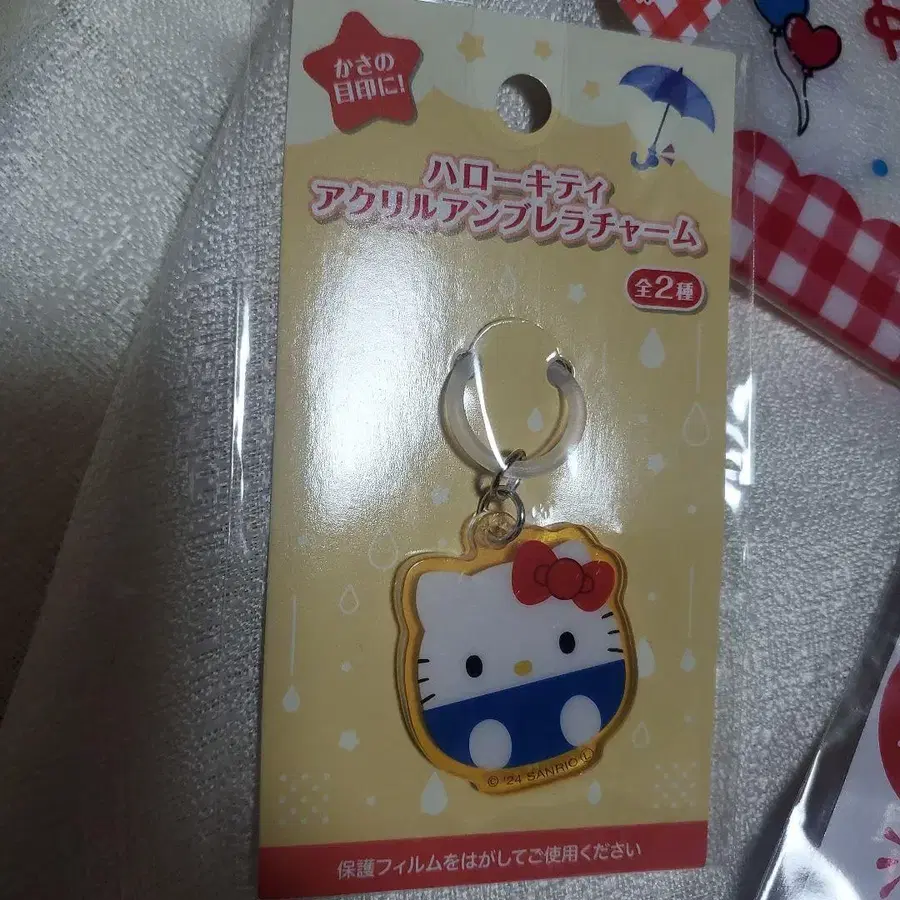 かさの
目印に!
ハローキティ
アクリルアンブレラチャーム
全2種
© '24 SANRIO Ⓛ
保護フィルムをはがしてご使用ください